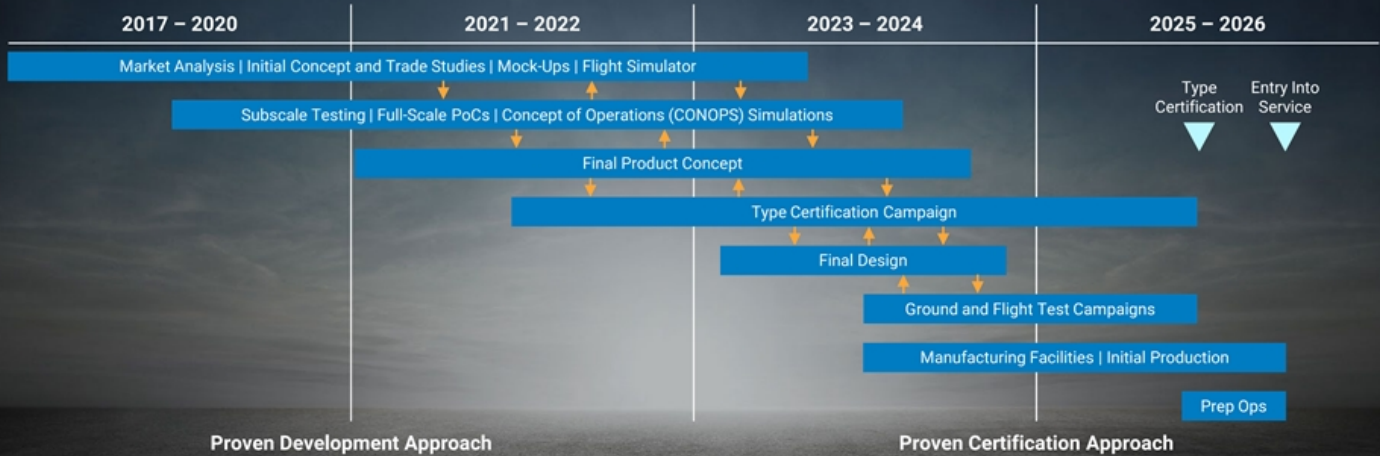 2017 – 2020
2021 – 2022
2023 – 2024
2025 – 2026
Market Analysis | Initial Concept and Trade Studies | Mock-Ups | Flight Simulator
Type
Certification
Entry Into
Service
Subscale Testing | Full-Scale PoCs | Concept of Operations (CONOPS) Simulations
Final Product Concept
Type Certification Campaign
Final Design
Ground and Flight Test Campaigns
Manufacturing Facilities | Initial Production
Prep Ops
Proven Development Approach
Proven Certification Approach